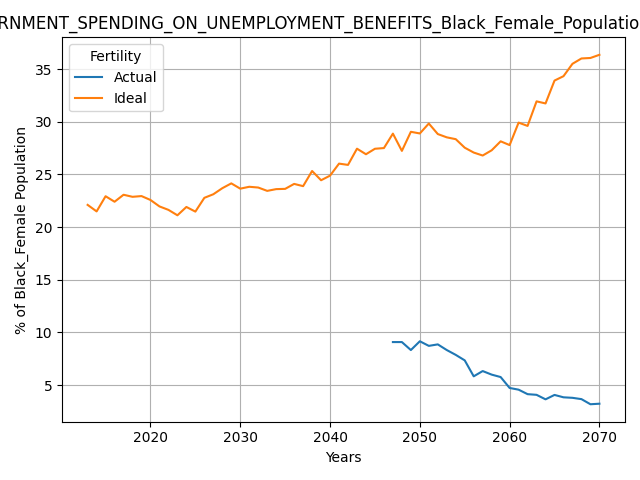 RNMENT_SPENDING_ON_UNEMPLOYMENT_BENEFITS_Black_Female_Populatio
Fertility
Actual
Ideal
35
30
25
20
15
10
5
% of Black_Female Population
2020 2030 2040 2050 2060 2070
Years